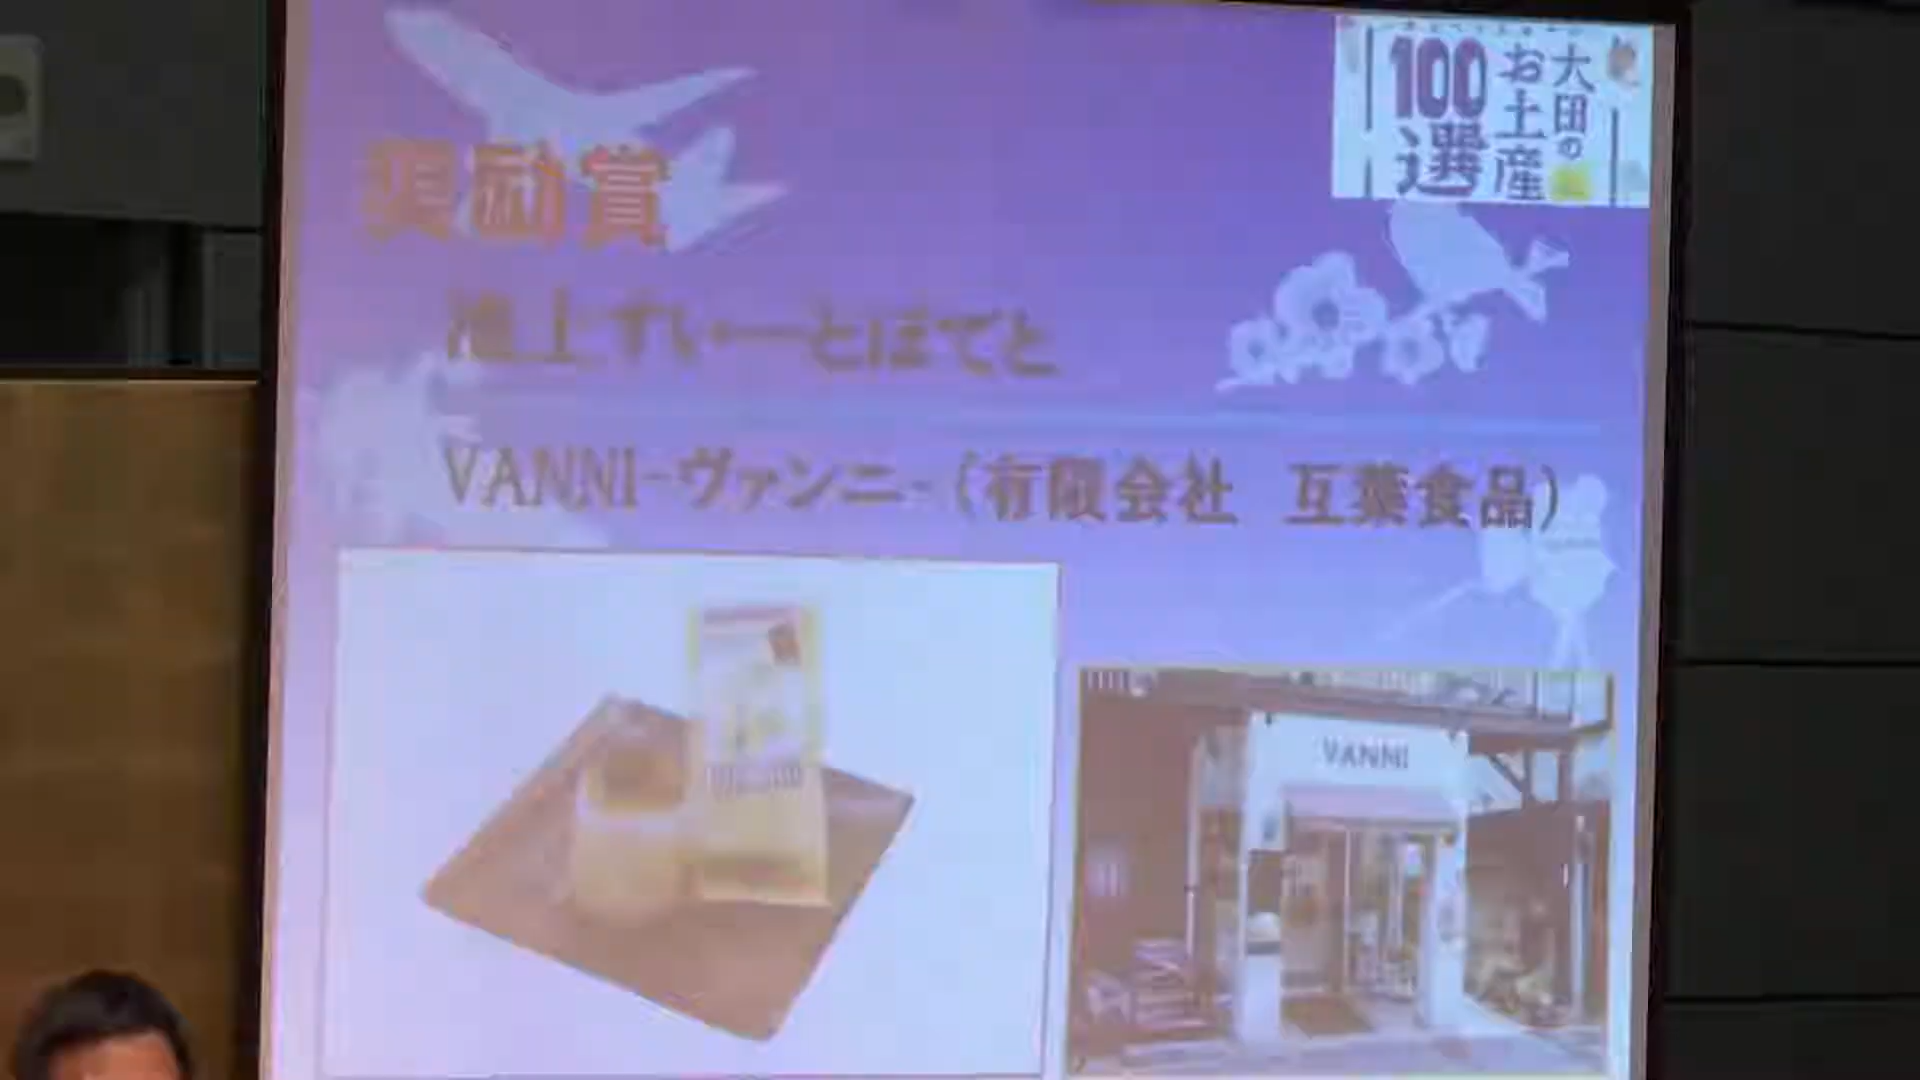 大田の
お土産
100
選
奨励賞
池上すいーとぽてと
VANNI-ヴァンニ-（有限会社 互葉食品）
VANNI